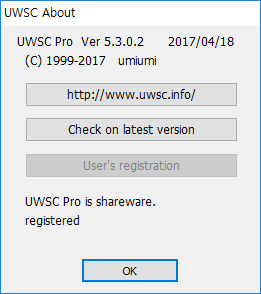 UWSC About
UWSC Pro Ver 5.3.0.2 2017/04/18
(C) 1999-2017 umiumi
http://www.uwsc.info/
Check on latest version
User's registration
UWSC Pro is shareware.
registered
OK